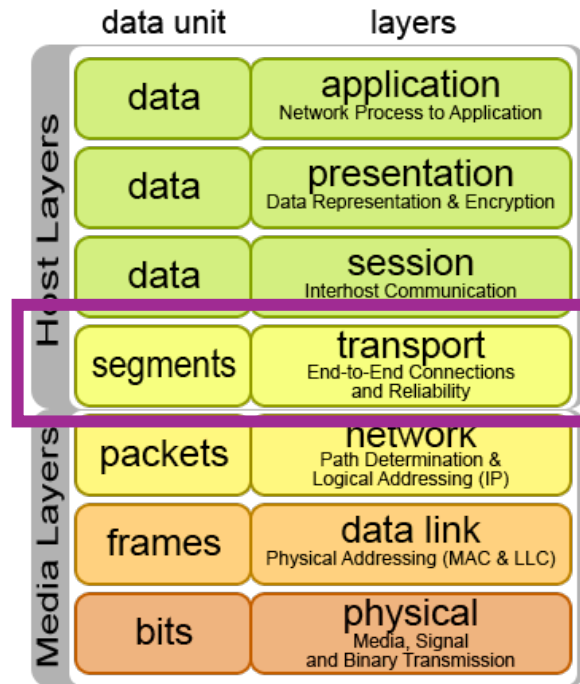 data unit layers
Host Layers
data application
Network Process to Application
data presentation
Data Representation & Encryption
data session
Interhost Communication
segments transport
End-to-End Connections
and Reliability
Media Layers
packets network
Path Determination &
Logical Addressing (IP)
frames data link
Physical Addressing (MAC & LLC)
bits physical
Media, Signal
and Binary Transmission